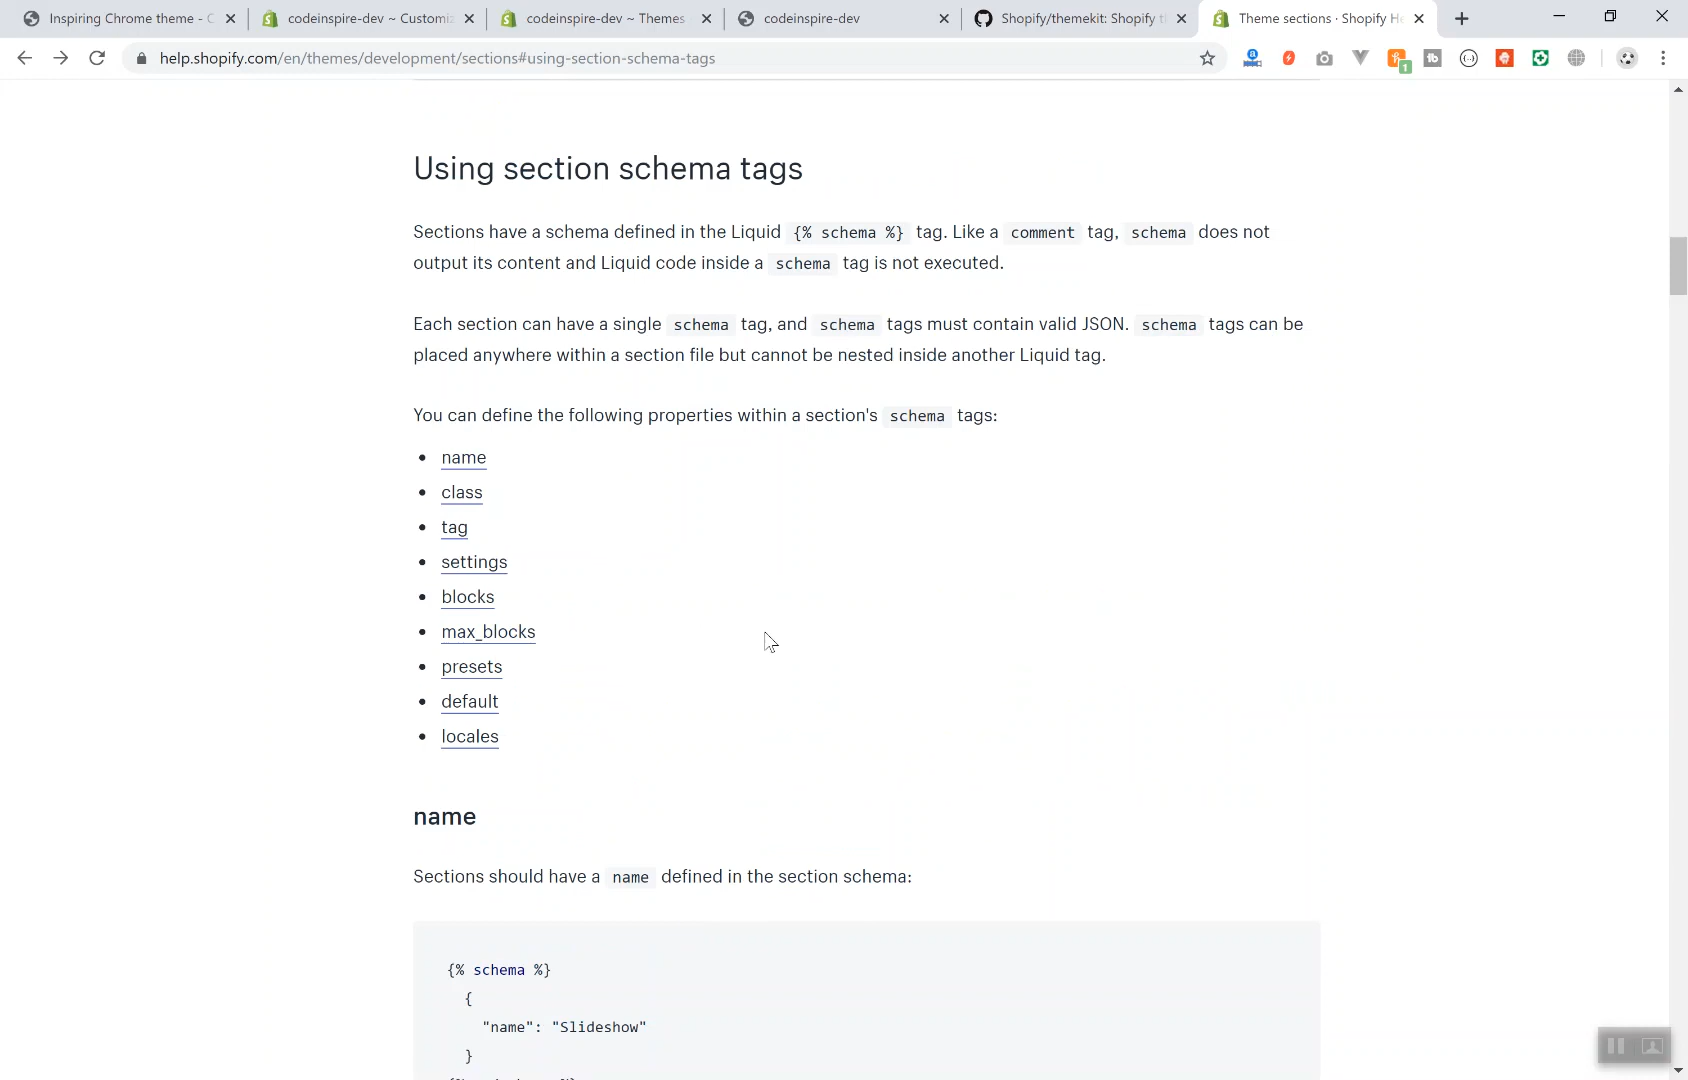 Inspiring Chrome theme - C
codeinspire-dev ~ Customiz
codeinspire-dev ~ Themes
codeinspire-dev
Shopify/themekit: Shopify t
Theme sections · Shopify He
help.shopify.com/en/themes/development/sections#using-section-schema-tags
1
Using section schema tags
Sections have a schema defined in the Liquid {% schema %} tag. Like a comment tag, schema does not
output its content and Liquid code inside a schema tag is not executed.
Each section can have a single schema tag, and schema tags must contain valid JSON. schema tags can be
placed anywhere within a section file but cannot be nested inside another Liquid tag.
You can define the following properties within a section's schema tags:
• name
• class
• tag
• settings
• blocks
• max_blocks
• presets
• default
• locales
name
Sections should have a name defined in the section schema:
{% schema %}
{
"name": "Slideshow"
}